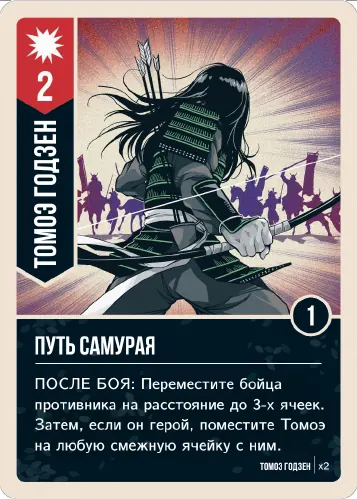 2
ТОМОЭ ГОДЗЕН
1
ПУТЬ САМУРАЯ
ПОСЛЕ БОЯ: Переместите бойца
противника на расстояние до 3-х ячеек.
Затем, если он герой, поместите Томоэ
на любую смежную ячейку с ним.
ТОМОЭ ГОДЗЕН | x2